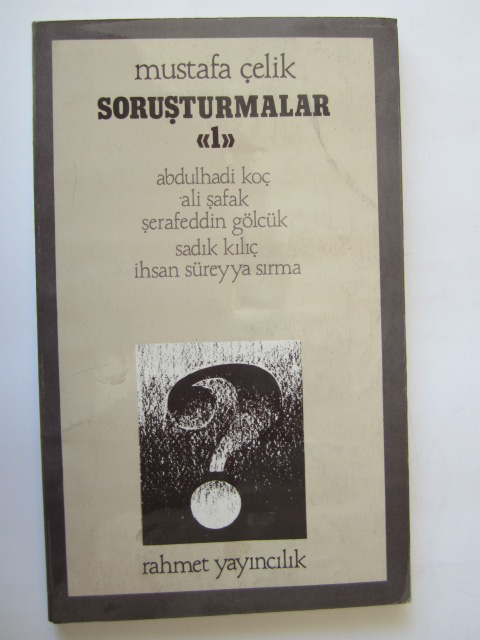 mustafa çelik
SORUŞTURMALAR
«1»
abdulhadi koç
ali şafak
şerafeddin gölcük
sadık kılıç
ihsan süreyya sırma
rahmet yayıncılık